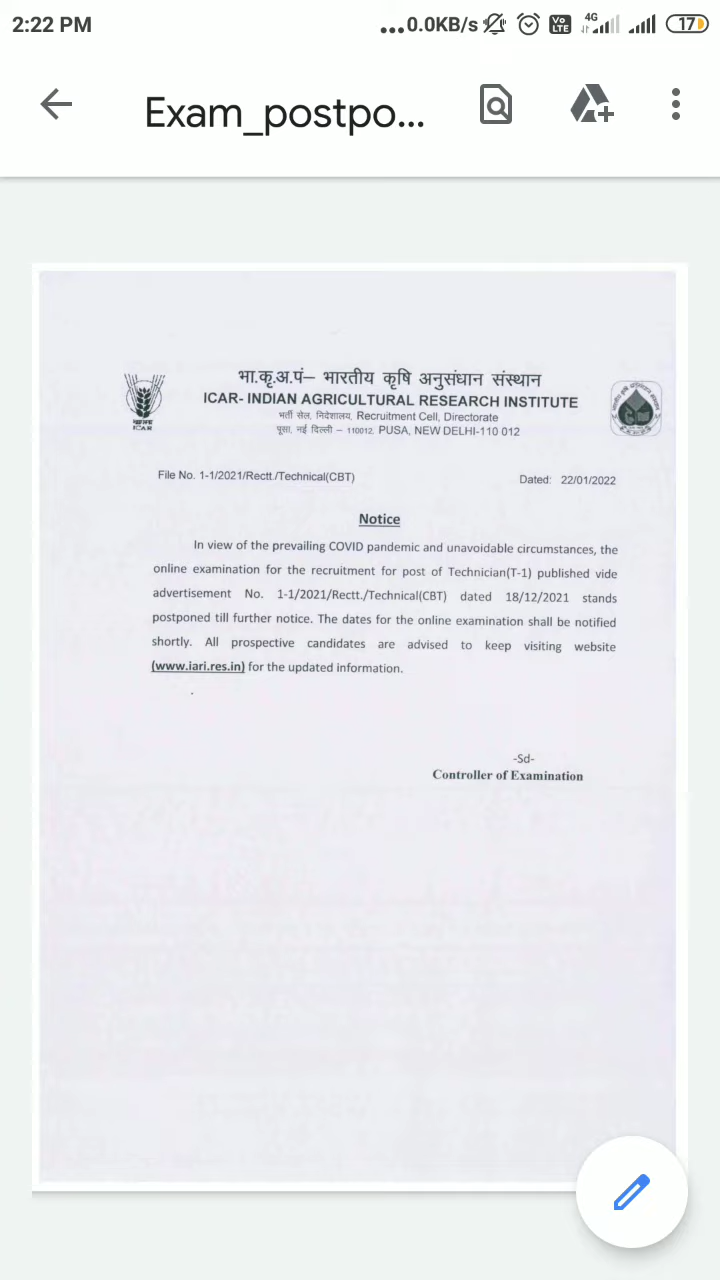 2:22 PM
...0.0KB/s
Vo
LTE
4G
17
Exam_postpo...
भा.कृ.अ.पं– भारतीय कृषि अनुसंधान संस्थान
ICAR- INDIAN AGRICULTURAL RESEARCH INSTITUTE
भर्ती सेल, निदेशालय, Recruitment Cell, Directorate
पूसा, नई दिल्ली – 110012, PUSA, NEW DELHI-110 012
भाकृअनुप
ICAR
File No. 1-1/2021/Rectt./Technical(CBT)
Dated: 22/01/2022
Notice
In view of the prevailing COVID pandemic and unavoidable circumstances, the
online examination for the recruitment for post of Technician(T-1) published vide
advertisement No. 1-1/2021/Rectt./Technical(CBT) dated 18/12/2021 stands
postponed till further notice. The dates for the online examination shall be notified
shortly. All prospective candidates are advised to keep visiting website
(www.iari.res.in) for the updated information.
-Sd-
Controller of Examination